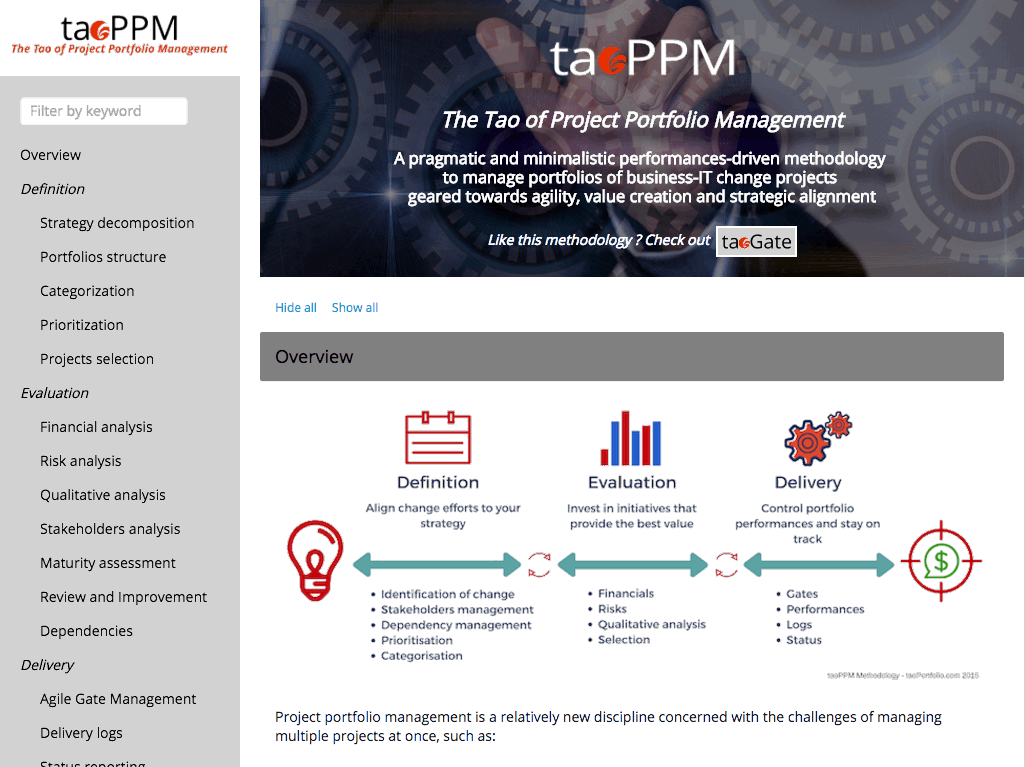 taoPPM
The Tao of Project Portfolio Management
Filter by keyword
Overview
Definition
Strategy decomposition
Portfolios structure
Categorization
Prioritization
Projects selection
Evaluation
Financial analysis
Risk analysis
Qualitative analysis
Stakeholders analysis
Maturity assessment
Review and Improvement
Dependencies
Delivery
Agile Gate Management
Delivery logs
Status reporting
taoPPM
The Tao of Project Portfolio Management
A pragmatic and minimalistic performances-driven methodology
to manage portfolios of business-IT change projects
geared towards agility, value creation and strategic alignment
Like this methodology ? Check out taoGate
Hide all Show all
Overview
Definition
Align change efforts to your
strategy
• Identification of change
• Stakeholders management
• Dependency management
• Prioritisation
• Categorisation
Evaluation
Invest in initiatives that
provide the best value
• Financials
• Risks
• Qualitative analysis
• Selection
Delivery
Control portfolio
performances and stay on
track
• Gates
• Performances
• Logs
• Status
$
taoPPM Methodology - taoPortfolio.com 2015
Project portfolio management is a relatively new discipline concerned with the challenges of managing
multiple projects at once, such as: